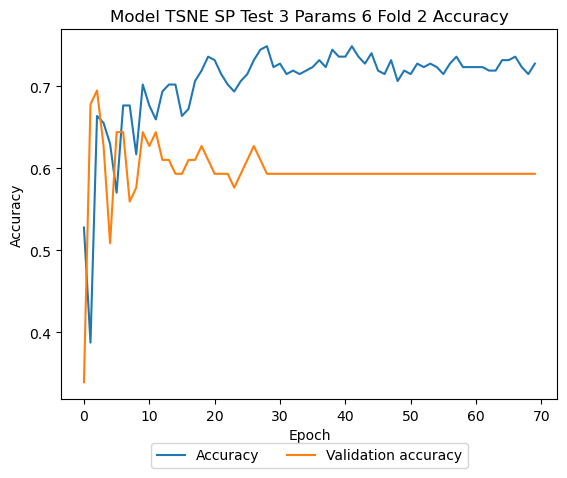 Model TSNE SP Test 3 Params 6 Fold 2 Accuracy
0.7
0.6
0.5
0.4
Accuracy
0 10 20 30 40 50 60 70
Epoch
Accuracy Validation accuracy